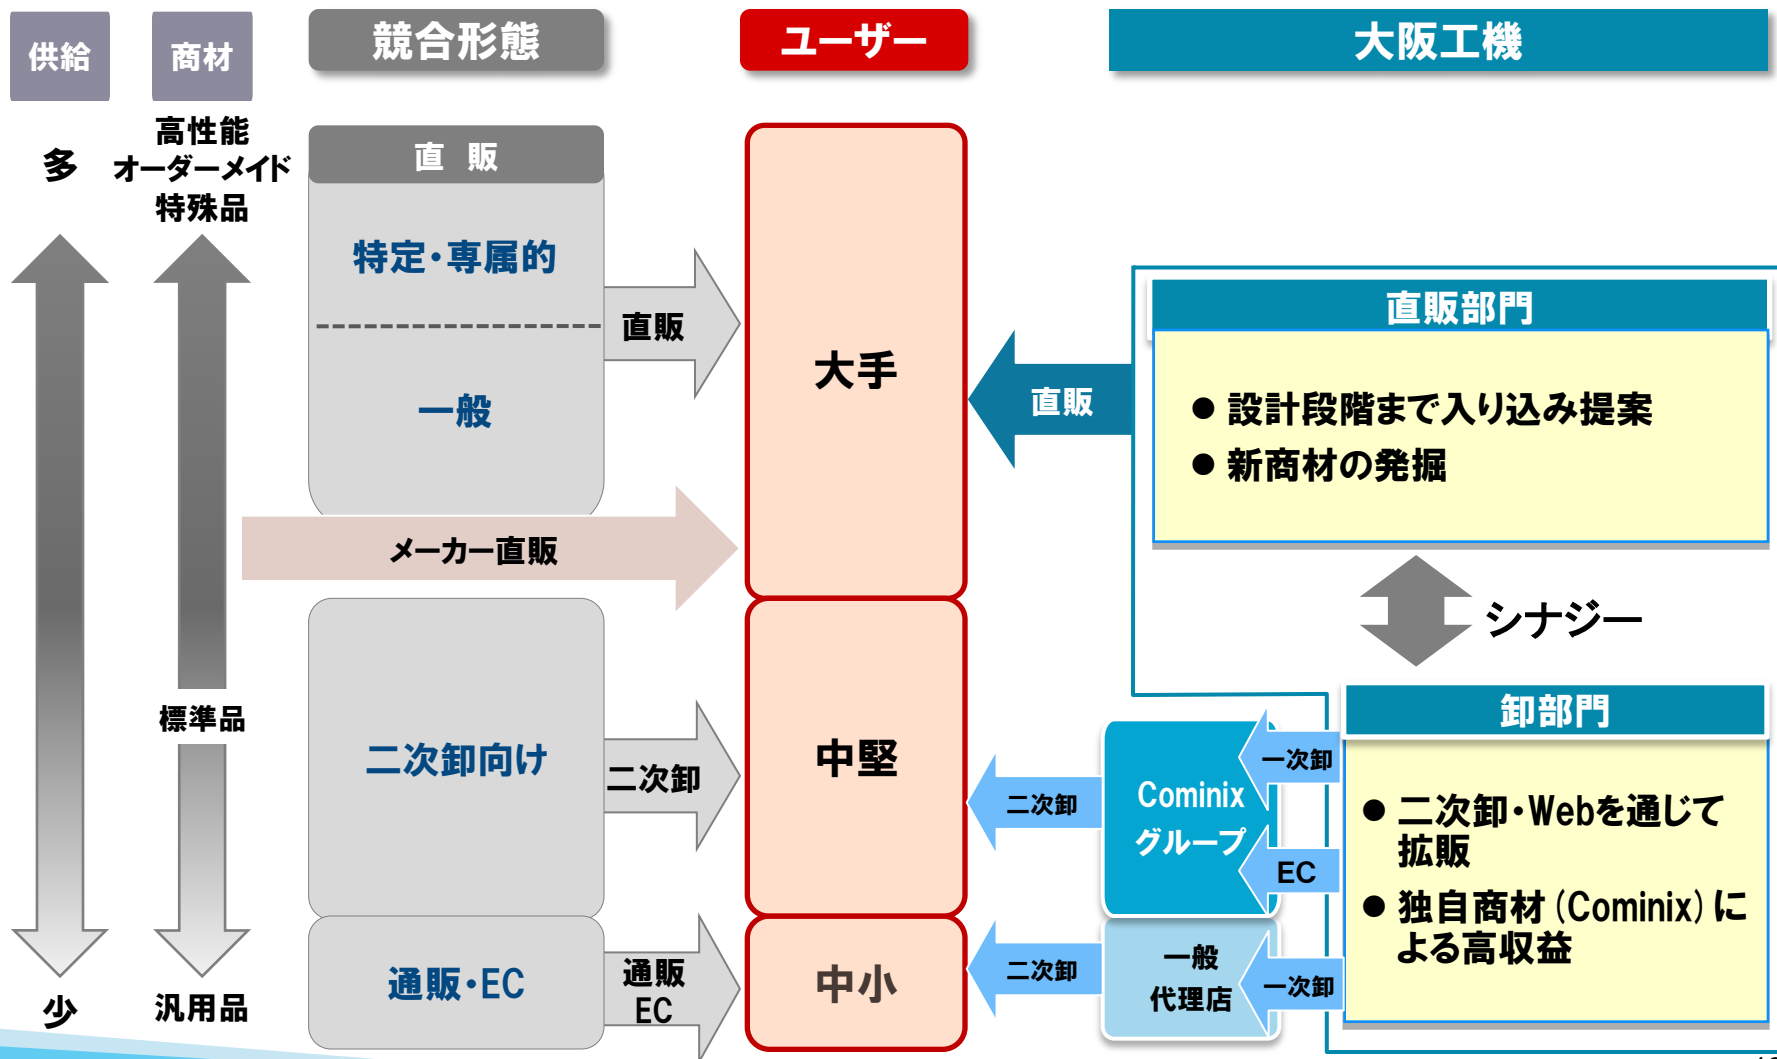 供給
商材
競合形態
ユーザー
大阪工機
多
高性能
オーダーメイド
特殊品
直 販
特定・専属的
直販
一般
大手
直販
直販部門
● 設計段階まで入り込み提案
● 新商材の発掘
メーカー直販
シナジー
標準品
二次卸向け
二次卸
中堅
二次卸
Cominix
グループ
一次卸
EC
卸部門
● 二次卸・Webを通じて
拡販
● 独自商材(Cominix)に
よる高収益
少
汎用品
通販・EC
通販
EC
中小
二次卸
一般
代理店
一次卸